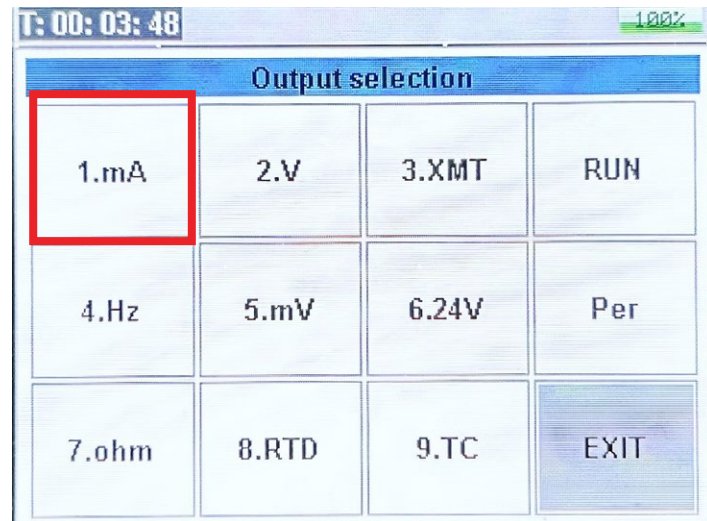 T: 00: 03: 48 100%
Output selection
1.mA 2.V 3.XMT RUN
4.Hz 5.mV 6.24V Per
7.ohm 8.RTD 9.TC EXIT